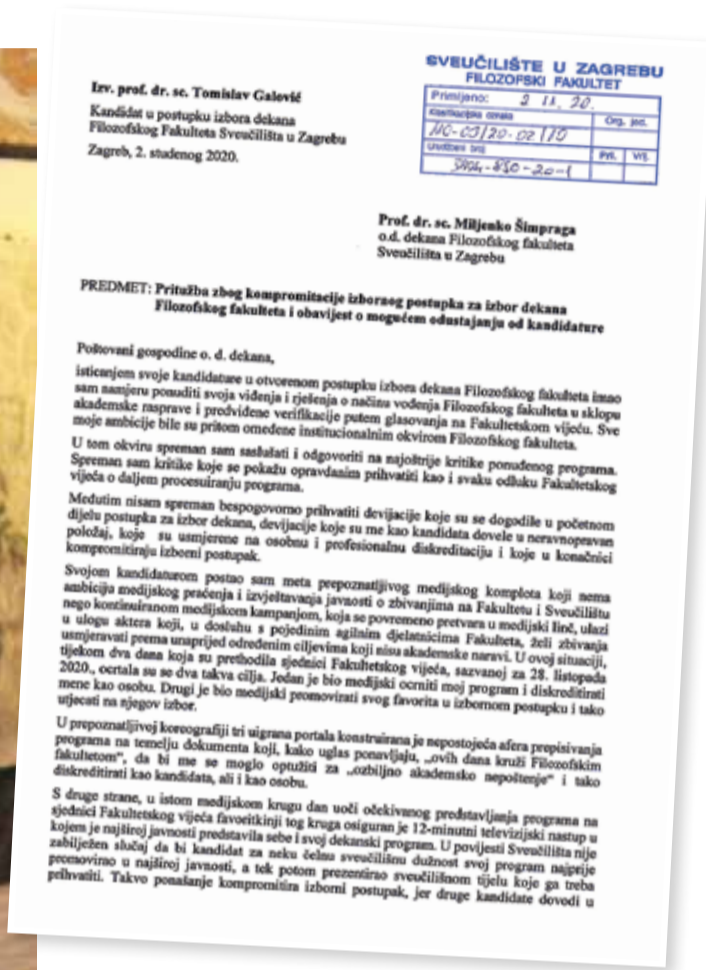 SVEUČILIŠTE U ZAGREBU
FILOZOFSKI FAKULTET
Primljeno: 2 11. 20.
Klasifikacijska oznaka
Org. jed.
Urudžbeni broj
Pril.
Vrij.
Izv. prof. dr. sc. Tomislav Galović
Kandidat u postupku izbora dekana
Filozofskog Fakulteta Sveučilišta u Zagrebu
Zagreb, 2. studenog 2020.
Prof. dr. sc. Miljenko Šimpraga
o.d. dekana Filozofskog fakulteta
Sveučilišta u Zagrebu
PREDMET: Pritužba zbog kompromitacije izbornog postupka za izbor dekana
Filozofskog fakulteta i obavijest o mogućem odustajanju od kandidature
Poštovani gospodine o. d. dekana,
isticanjem svoje kandidature u otvorenom postupku izbora dekana Filozofskog fakulteta imao
sam namjeru ponuditi svoja viđenja i rješenja o načinu vođenja Filozofskog fakulteta u sklopu
akademske rasprave i predviđene verifikacije putem glasovanja na Fakultetskom vijeću. Sve
moje ambicije bile su pritom omeđene institucionalnim okvirom Filozofskog fakulteta.
U tom okviru spreman sam saslušati i odgovoriti na najoštrije kritike ponuđenog programa.
Spreman sam kritike koje se pokažu opravdanim prihvatiti kao i svaku odluku Fakultetskog
vijeća o daljem procesuiranju programa.
Međutim nisam spreman bespogovorno prihvatiti devijacije koje su se dogodile u početnom
dijelu postupka za izbor dekana, devijacije koje su me kao kandidata dovele u neravnopravan
položaj, koje su usmjerene na osobnu i profesionalnu diskreditaciju i koje u konačnici
kompromitiraju izborni postupak.
Svojom kandidaturom postao sam meta prepoznatljivog medijskog kompleta koji nema
ambiciju medijskog praćenja i izvještavanja javnosti o zbivanjima na Fakultetu i Sveučilištu
nego kontinuiranom medijskom kampanjom, koja se povremeno pretvara u medijski linč, ulazi
u ulogu aktera koji, u dosluhu s pojedinim agilnim djelatnicima Fakulteta, želi zbivanja
usmjeravati prema unaprijed određenim ciljevima koji nisu akademske naravi. U ovoj situaciji,
tijekom dva dana koja su prethodila sjednici Fakultetskog vijeća, sazvanoj za 28. listopada
2020., ocrtala su se dva takva cilja. Jedan je bio medijski ocrniti moj program i diskreditirati
mene kao osobu. Drugi je bio medijski promovirati svog favorita u izbornom postupku i tako
utjecati na njegov izbor.
U prepoznatljivoj koreografiji tri uigrana portala konstruirana je nepostojeća afera prepisivanja
programa na temelju dokumenta koji, kako uglas ponavljaju, „ovih dana kruži Filozofskim
fakultetom“, da bi me se moglo optužiti za „ozbiljno akademsko nepoštenje“ i tako
diskreditirati kao kandidata, ali i kao osobu.
S druge strane, u istom medijskom krugu dan uoči očekivanog predstavljanja programa na
sjednici Fakultetskog vijeća favoritkinji tog kruga osiguran je 12-minutni televizijski nastup u
kojem je najširoj javnosti predstavila sebe i svoj dekanski program. U povijesti Sveučilišta nije
zabilježen slučaj da bi kandidat za neku čelnu sveučilišnu dužnost svoj program najprije
promovirao u najširoj javnosti, a tek potom prezentirao sveučilišnom tijelu koje ga treba
prihvatiti. Takvo ponašanje kompromitira izborni postupak, jer druge kandidate dovodi u